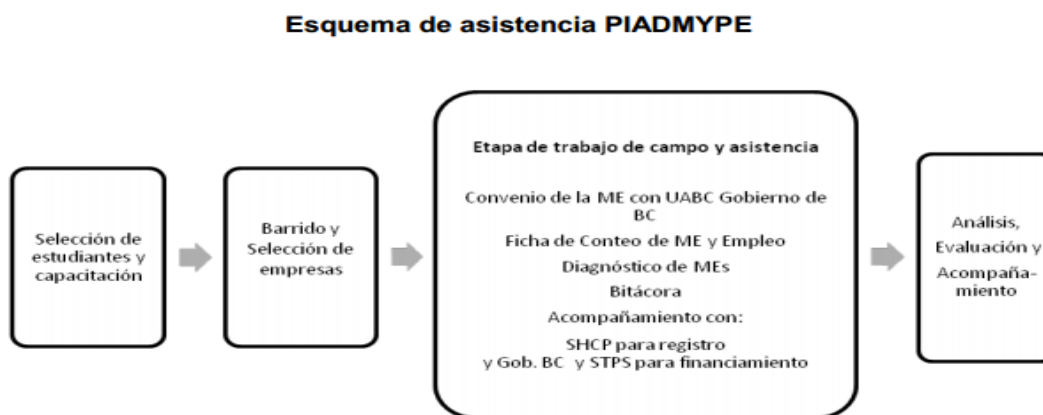 Esquema de asistencia PIADMYPE
Selección de
estudiantes y
capacitación
Barrido y
Selección de
empresas
Etapa de trabajo de campo y asistencia
Convenio de la ME con UABC Gobierno de
BC
Ficha de Conteo de ME y Empleo
Diagnóstico de MEs
Bitácora
Acompañamiento con:
SHCP para registro
y Gob. BC y STPS para financiamiento
Análisis,
Evaluación y
Acompaña-
miento